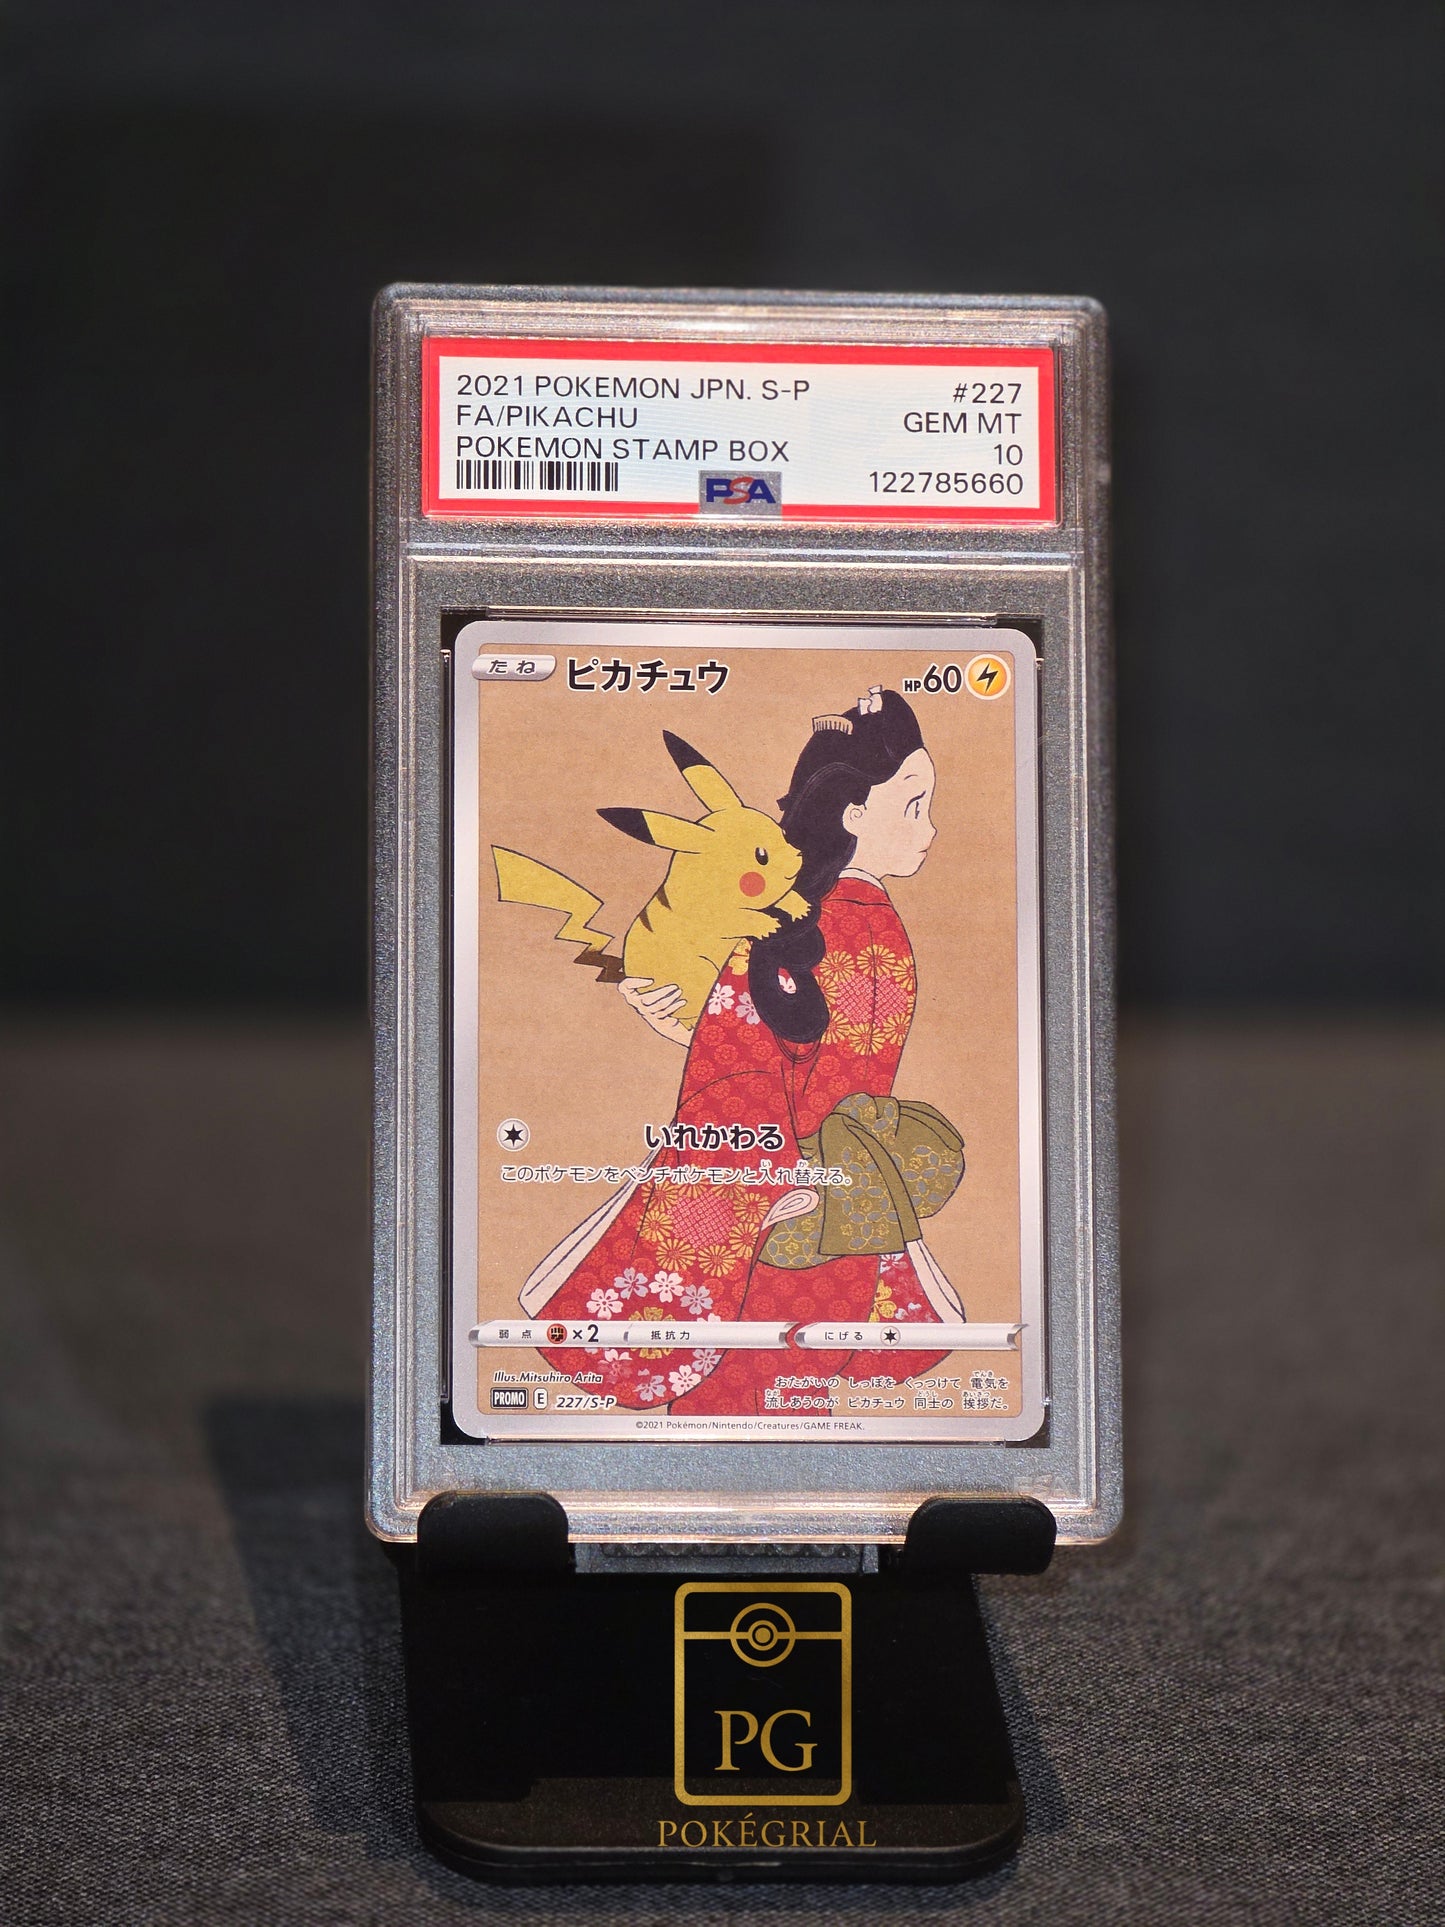 2021 POKEMON JPN. S-P #227
FA/PIKACHU GEM MT
POKEMON STAMP BOX 10
122785660
PSA
たね ピカチュウ HP60
いれかわる
このポケモンをベンチポケモンと入れ替える。
弱点 ×2 抵抗力 にげる
Illus.Mitsuhiro Arita
PROMO E 227/S-P
おたがいの しっぽを くっつけて 電気を
流しあうのが ピカチュウ 同士の 挨拶だ。
©2021 Pokémon/Nintendo/Creatures/GAME FREAK.
PG
POKÉGRIAL